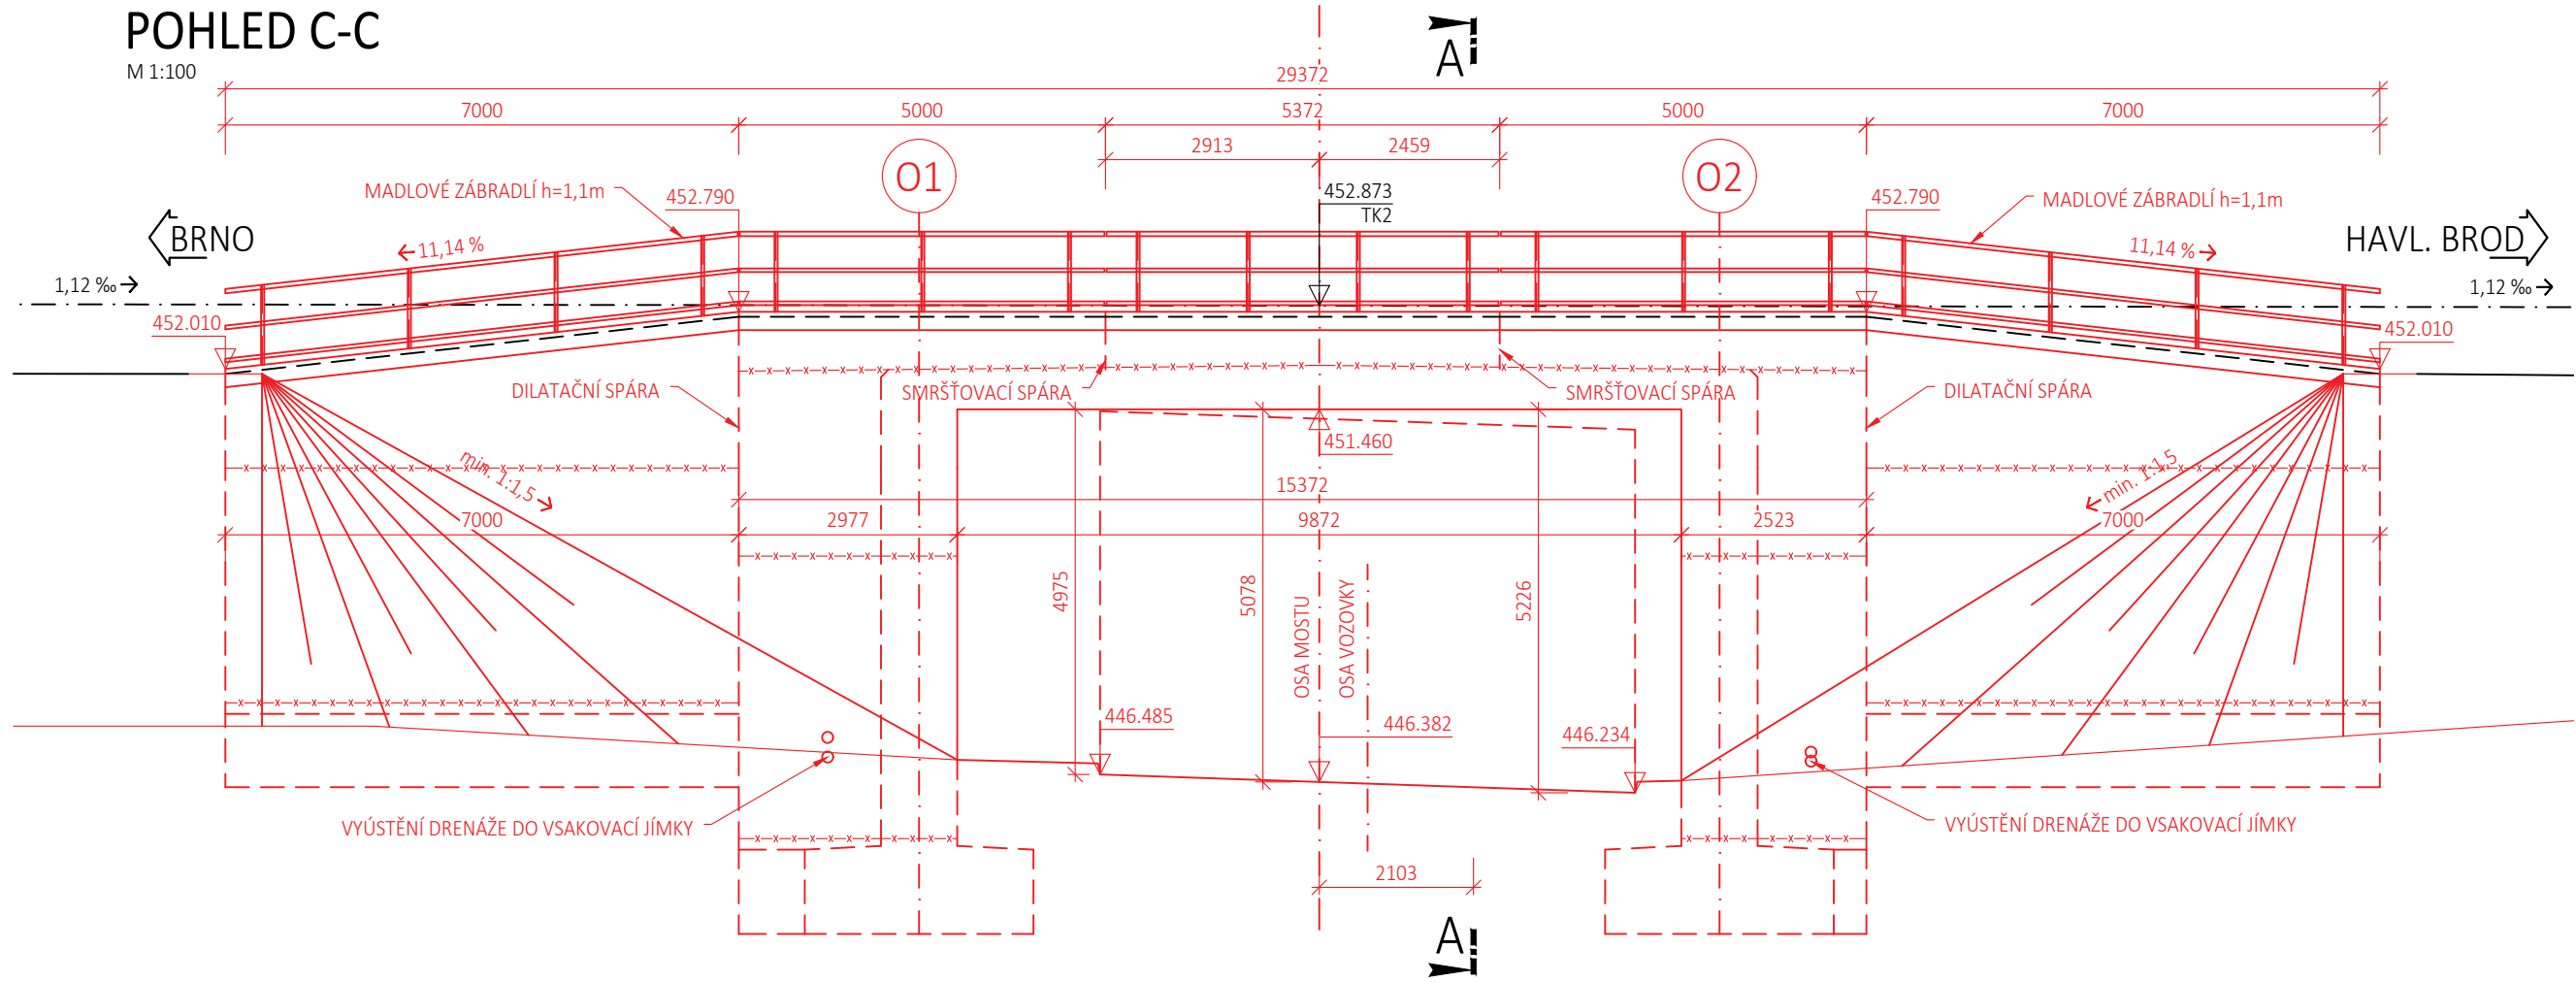 POHLED C-C
M 1:100
A
29372
7000
5000
5372
5000
7000
2913
2459
O1
O2
MADLOVÉ ZÁBRADLÍ h=1,1m
452.790
452.873
TK2
452.790
MADLOVÉ ZÁBRADLÍ h=1,1m
BRNO
11,14 %
11,14 %
HAVL. BROD
1,12 ‰
1,12 ‰
452.010
452.010
DILATAČNÍ SPÁRA
SMRŠŤOVACÍ SPÁRA
SMRŠŤOVACÍ SPÁRA
DILATAČNÍ SPÁRA
451.460
min. 1:1,5
min. 1:1,5
15372
7000
2977
9872
2523
7000
4975
5078
5226
OSA MOSTU
OSA VOZOVKY
446.485
446.382
446.234
VYÚSTĚNÍ DRENÁŽE DO VSAKOVACÍ JÍMKY
VYÚSTĚNÍ DRENÁŽE DO VSAKOVACÍ JÍMKY
2103
A